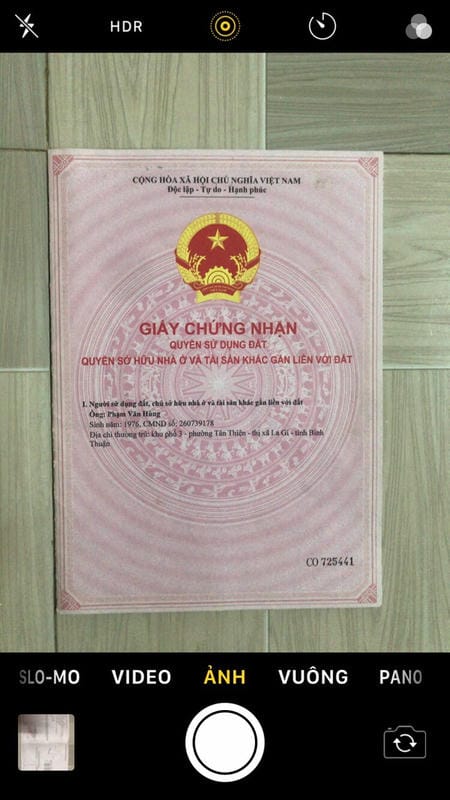 HDR
CỘNG HÒA XÃ HỘI CHỦ NGHĨA VIỆT NAM
Độc lập - Tự do - Hạnh phúc
GIẤY CHỨNG NHẬN
QUYỀN SỬ DỤNG ĐẤT
QUYỀN SỞ HỮU NHÀ Ở VÀ TÀI SẢN KHÁC GẮN LIỀN VỚI ĐẤT
I. Người sử dụng đất, chủ sở hữu nhà ở và tài sản khác gắn liền với đất
Ông: Phạm Văn Hùng
Sinh năm: 1976, CMND số: 260739178
Địa chỉ thường trú: khu phố 3 - phường Tân Thiện - thị xã La Gi - tỉnh Bình
Thuận.
CO 725441
SLO-MO VIDEO ẢNH VUÔNG PANO